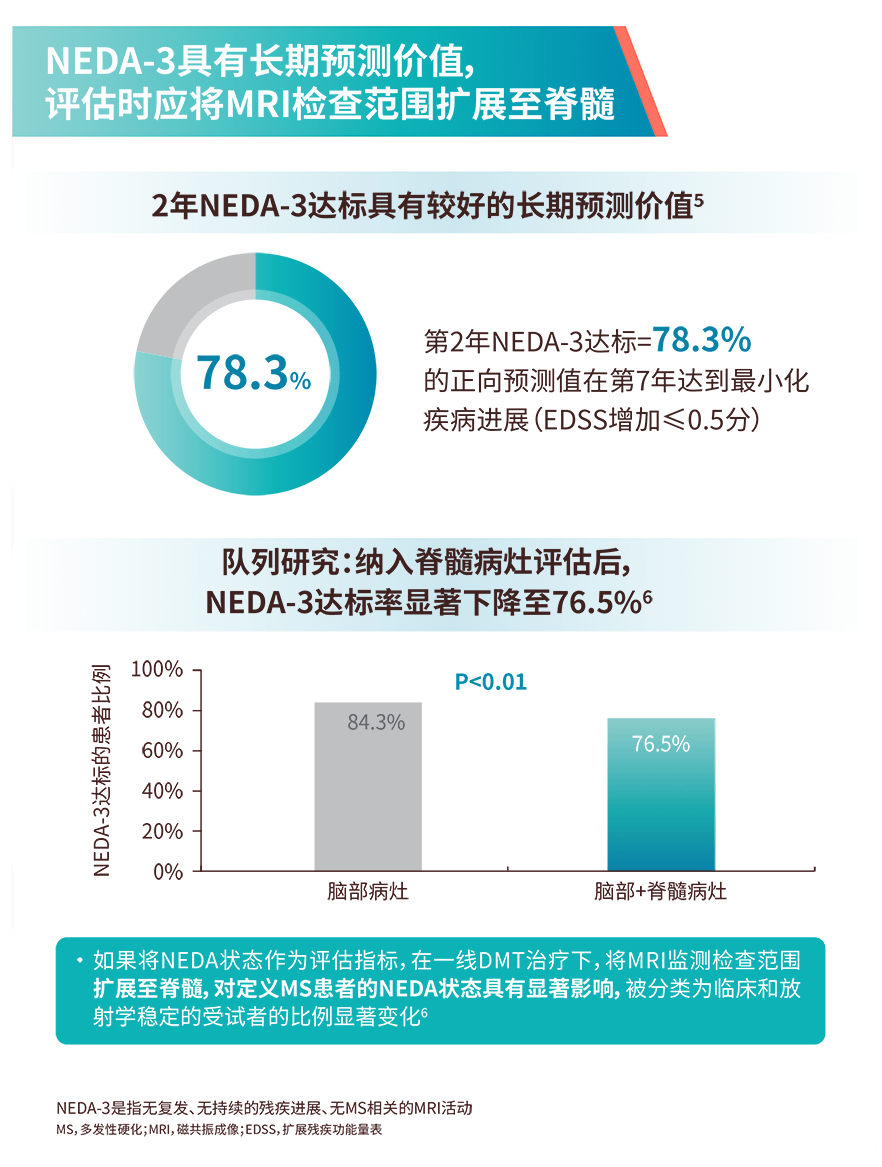 NEDA-3具有长期预测价值,
评估时应将MRI检查范围扩展至脊髓
2年NEDA-3达标具有较好的长期预测价值⁵
78.3%
第2年NEDA-3达标=78.3%
的正向预测值在第7年达到最小化
疾病进展（EDSS增加≤0.5分）
队列研究：纳入脊髓病灶评估后,
NEDA-3达标率显著下降至76.5%⁶
NEDA-3达标的患者比例
100%
80%
60%
40%
20%
0%
P<0.01
84.3%
76.5%
脑部病灶
脑部+脊髓病灶
• 如果将NEDA状态作为评估指标, 在一线DMT治疗下, 将MRI监测检查范围
扩展至脊髓, 对定义MS患者的NEDA状态具有显著影响, 被分类为临床和放
射学稳定的受试者的比例显著变化⁶
NEDA-3是指无复发、无持续的残疾进展、无MS相关的MRI活动
MS, 多发性硬化; MRI, 磁共振成像; EDSS, 扩展残疾功能量表